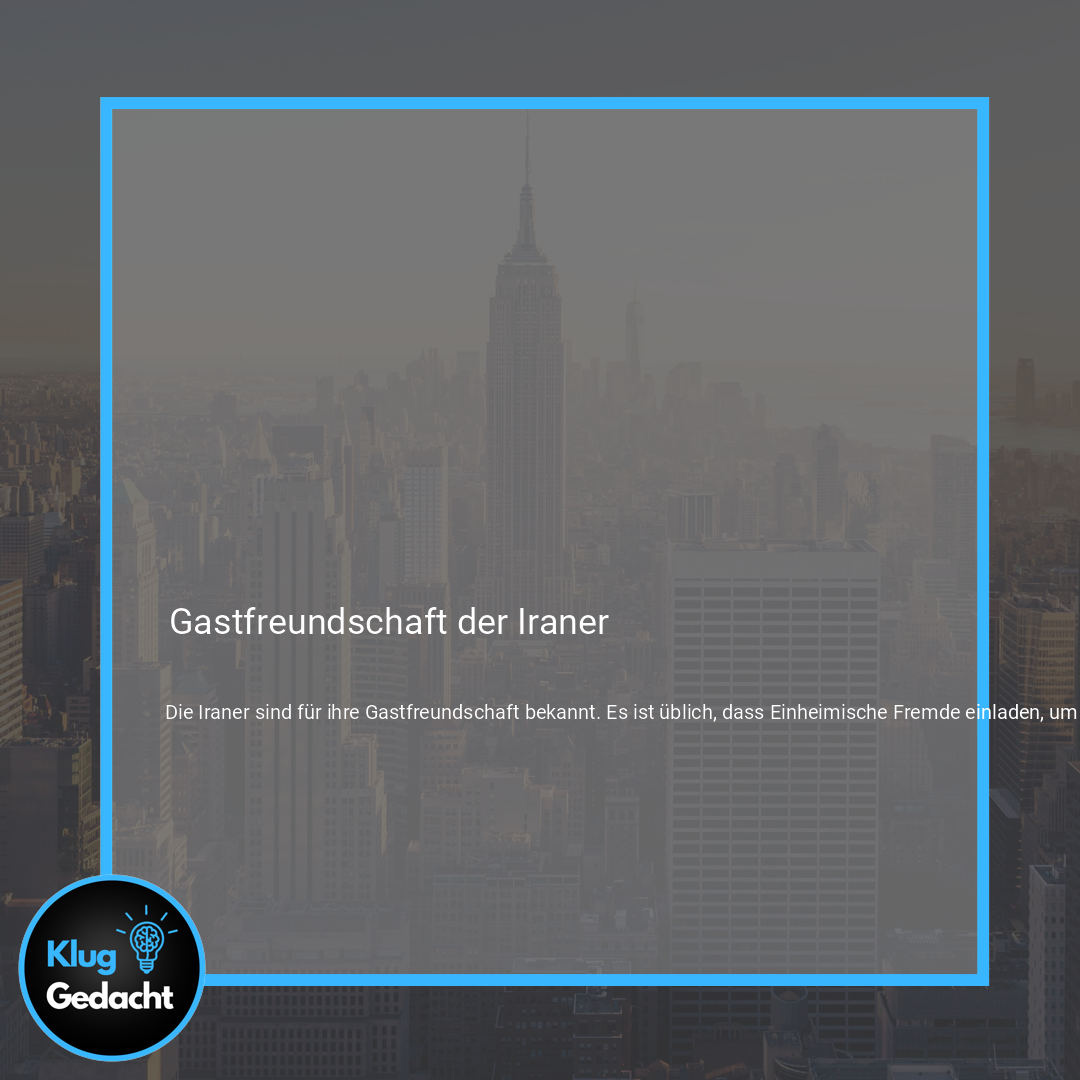 Gastfreundschaft der Iraner
Die Iraner sind für ihre Gastfreundschaft bekannt. Es ist üblich, dass Einheimische Fremde einladen, um
Klug
Gedacht